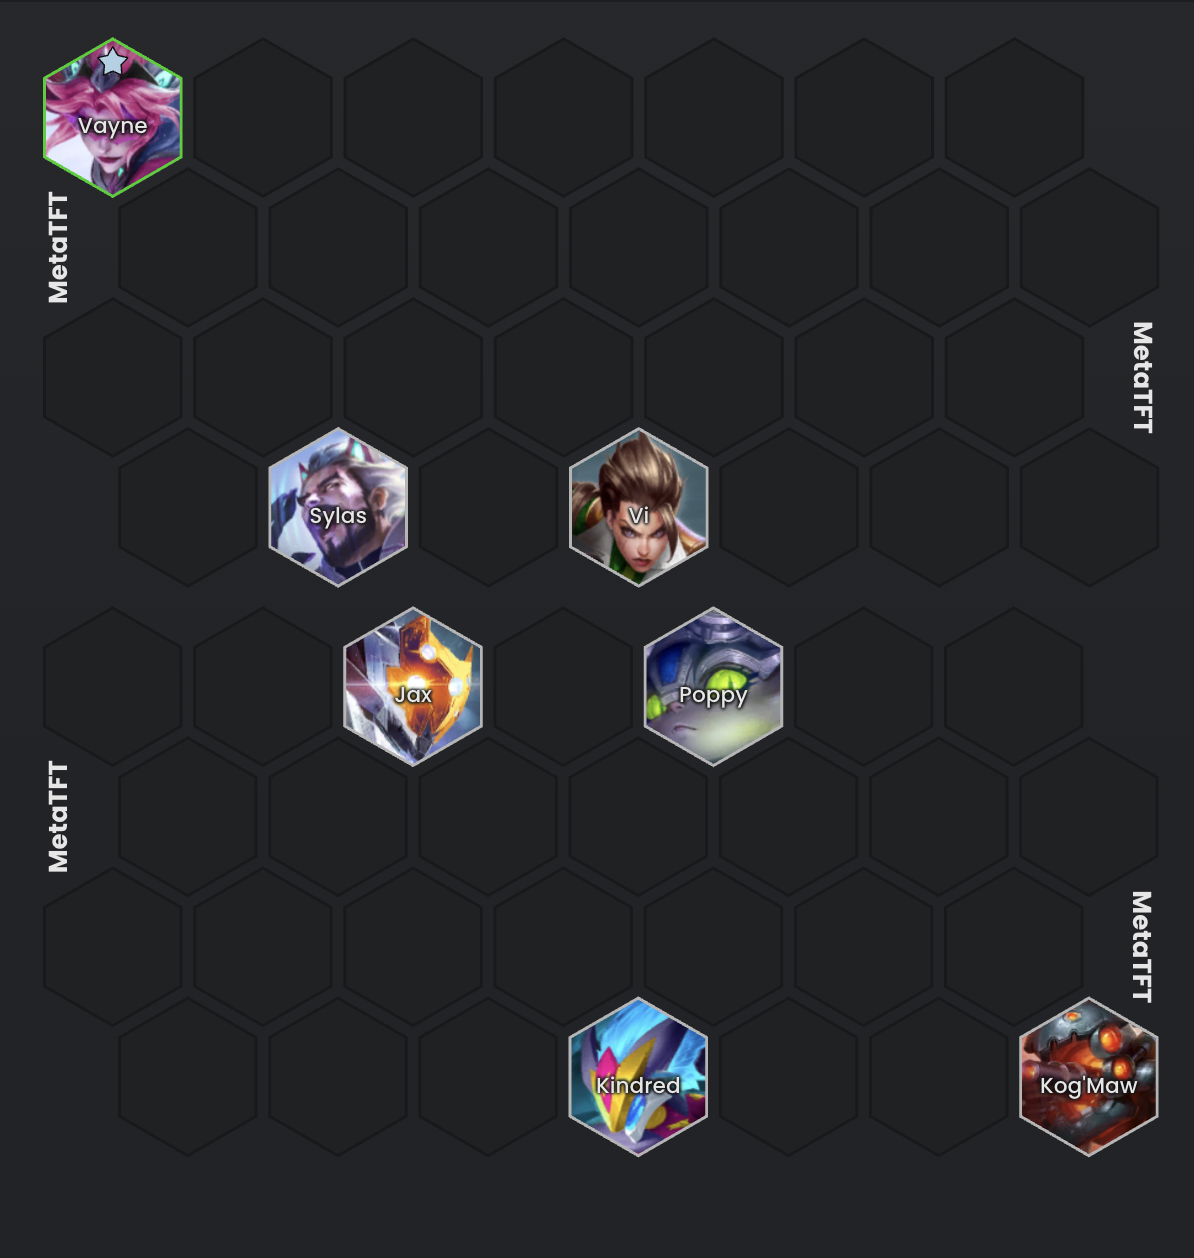 Vayne
MetaTFT
MetaTFT
Sylas
Vi
Jax
Poppy
MetaTFT
MetaTFT
Kindred
Kog'Maw